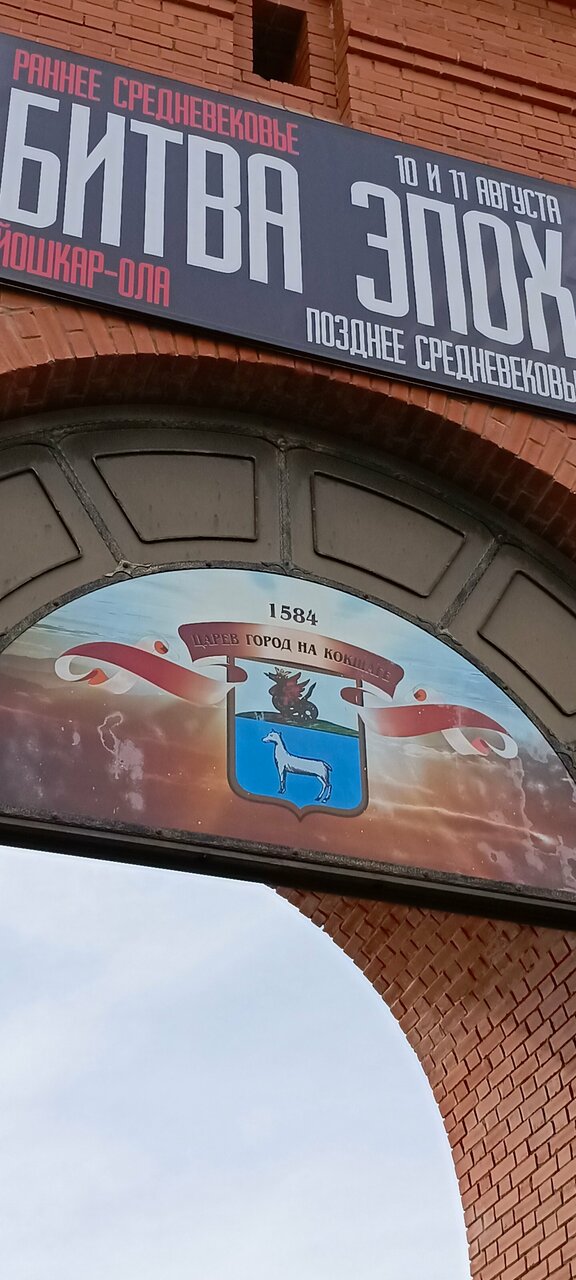 РАННЕЕ СРЕДНЕВЕКОВЬЕ
БИТВА ЭПОХ
10 И 11 АВГУСТА
ЙОШКАР-ОЛА
ПОЗДНЕЕ СРЕДНЕВЕКОВЬ
1584
ЦАРЕВ ГОРОД НА КОКШАГЕ